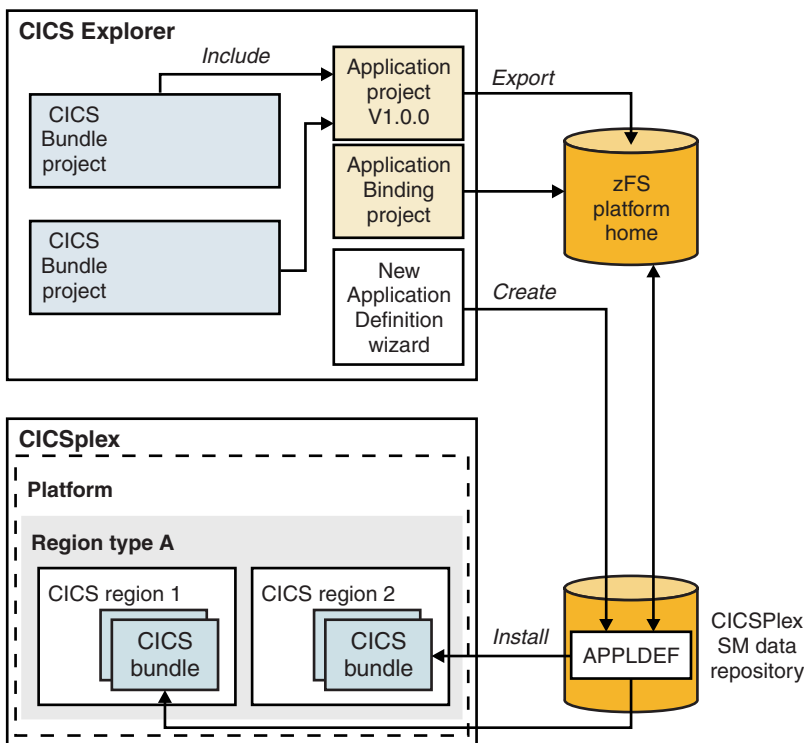 CICS Explorer
Include
Application
project
V1.0.0
Export
CICS
Bundle
project
Application
Binding
project
zFS
platform
home
CICS
Bundle
project
New
Application
Definition
wizard
Create
CICSplex
Platform
Region type A
CICS region 1
CICS
bundle
CICS region 2
CICS
bundle
Install
APPLDEF
CICSPlex
SM data
repository